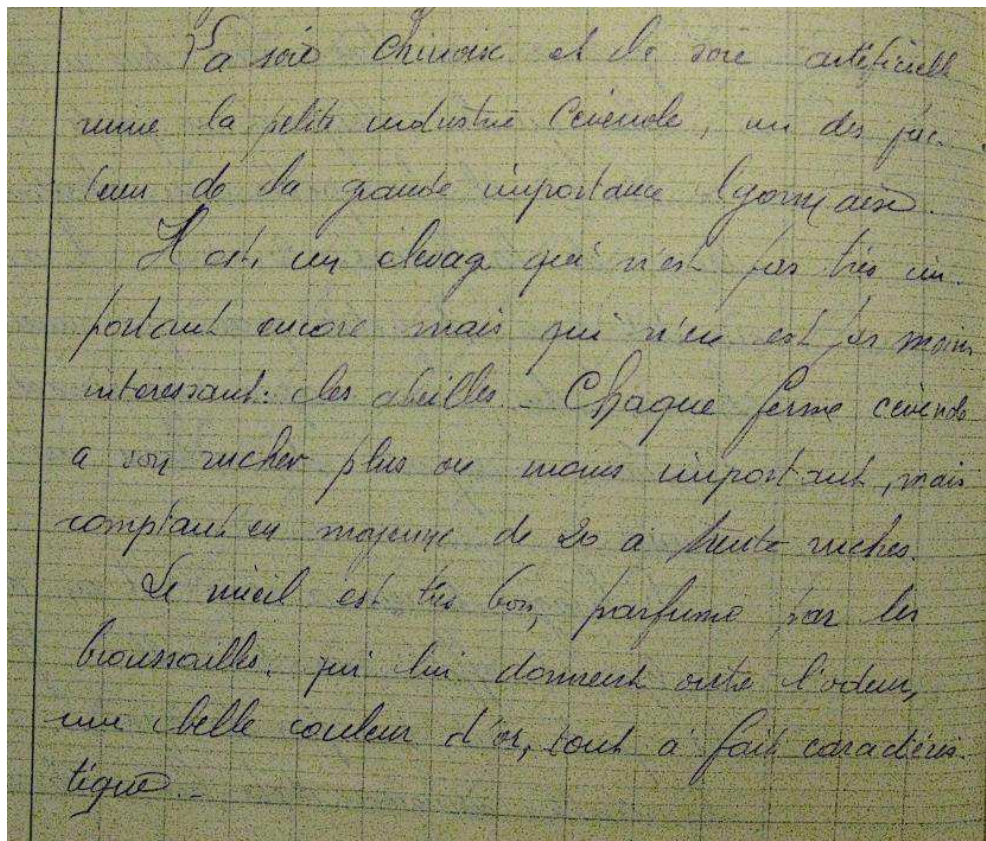 La soie chinoise et la soie artificielle
ruine la petite industrie Cévenole, un des fac-
teurs de la grande importance lyonnaise.
Il est un élevage qui n'est pas très im-
portant encore mais qui n'en est pas moins
intéressant: les abeilles - Chaque ferme cévenole
a son rucher plus ou moins important, mais
comptant en moyenne de 20 à trente ruches.
Le miel est très bon, parfumé par les
broussailles, qui lui donnent outre l'odeur,
une belle couleur d'or, tout à fait caractéris-
tique.-